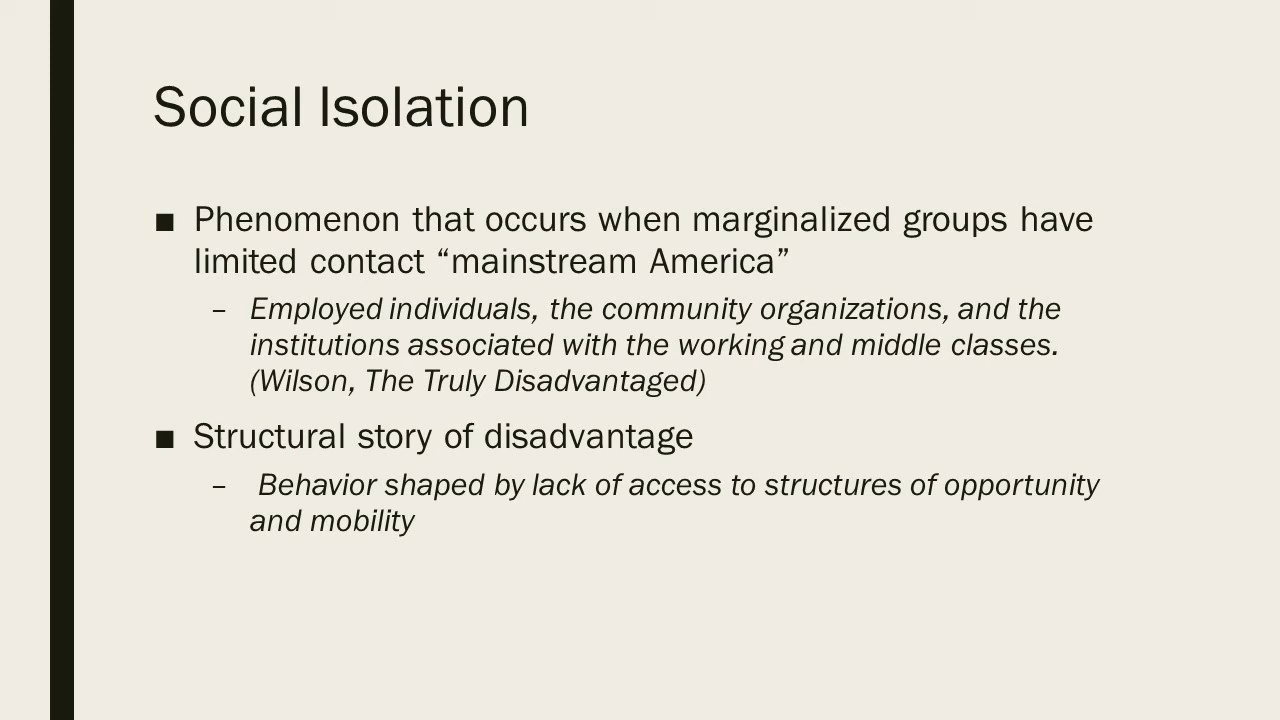 Social Isolation
■ Phenomenon that occurs when marginalized groups have
limited contact “mainstream America”
– Employed individuals, the community organizations, and the
institutions associated with the working and middle classes.
(Wilson, The Truly Disadvantaged)
■ Structural story of disadvantage
– Behavior shaped by lack of access to structures of opportunity
and mobility